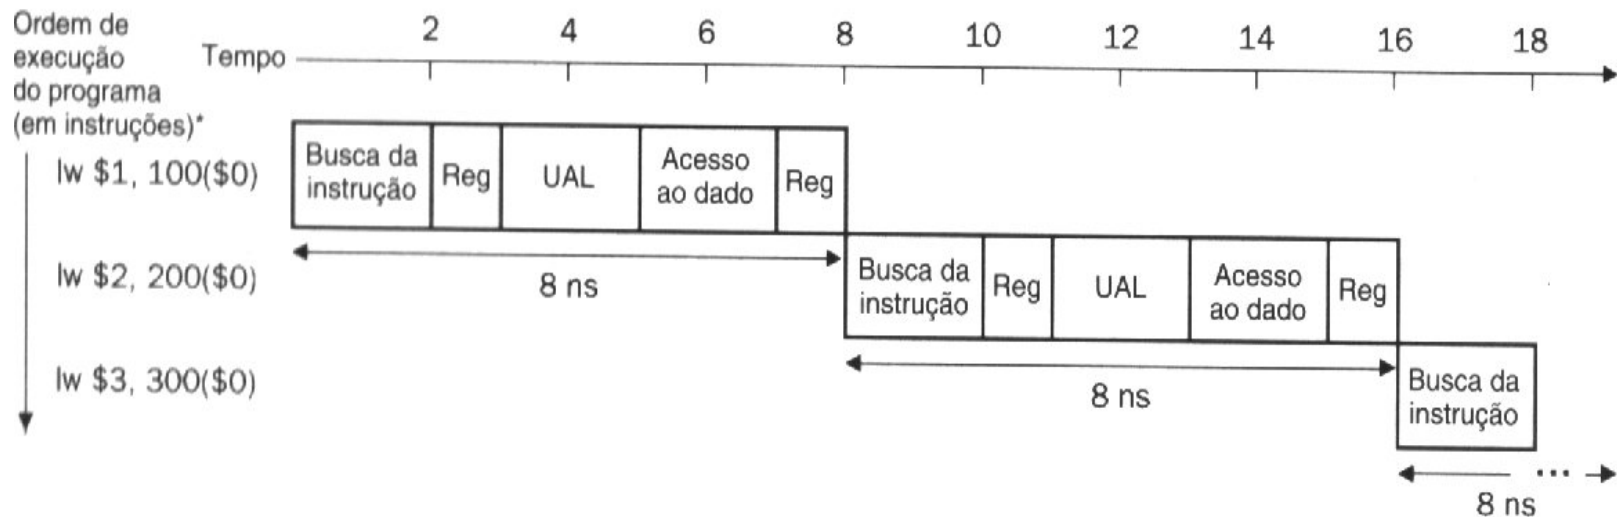 Ordem de
execução
do programa
(em instruções)*
Tempo
2 4 6 8 10 12 14 16 18
lw $1, 100($0)
Busca da
instrução
Reg
UAL
Acesso
ao dado
Reg
8 ns
lw $2, 200($0)
Busca da
instrução
Reg
UAL
Acesso
ao dado
Reg
8 ns
lw $3, 300($0)
Busca da
instrução
...
8 ns